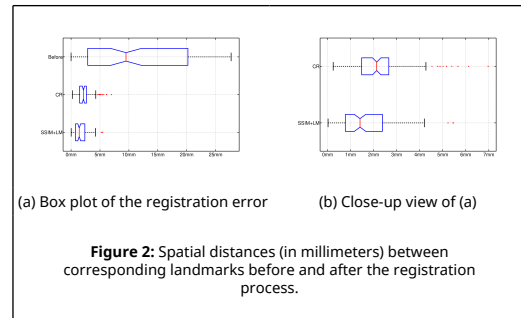 Before
CR
SSIM+LM
0mm 5mm 10mm 15mm 20mm 25mm
CR
SSIM+LM
0mm 1mm 2mm 3mm 4mm 5mm 6mm 7mm
(a) Box plot of the registration error
(b) Close-up view of (a)
Figure 2: Spatial distances (in millimeters) between
corresponding landmarks before and after the registration
process.